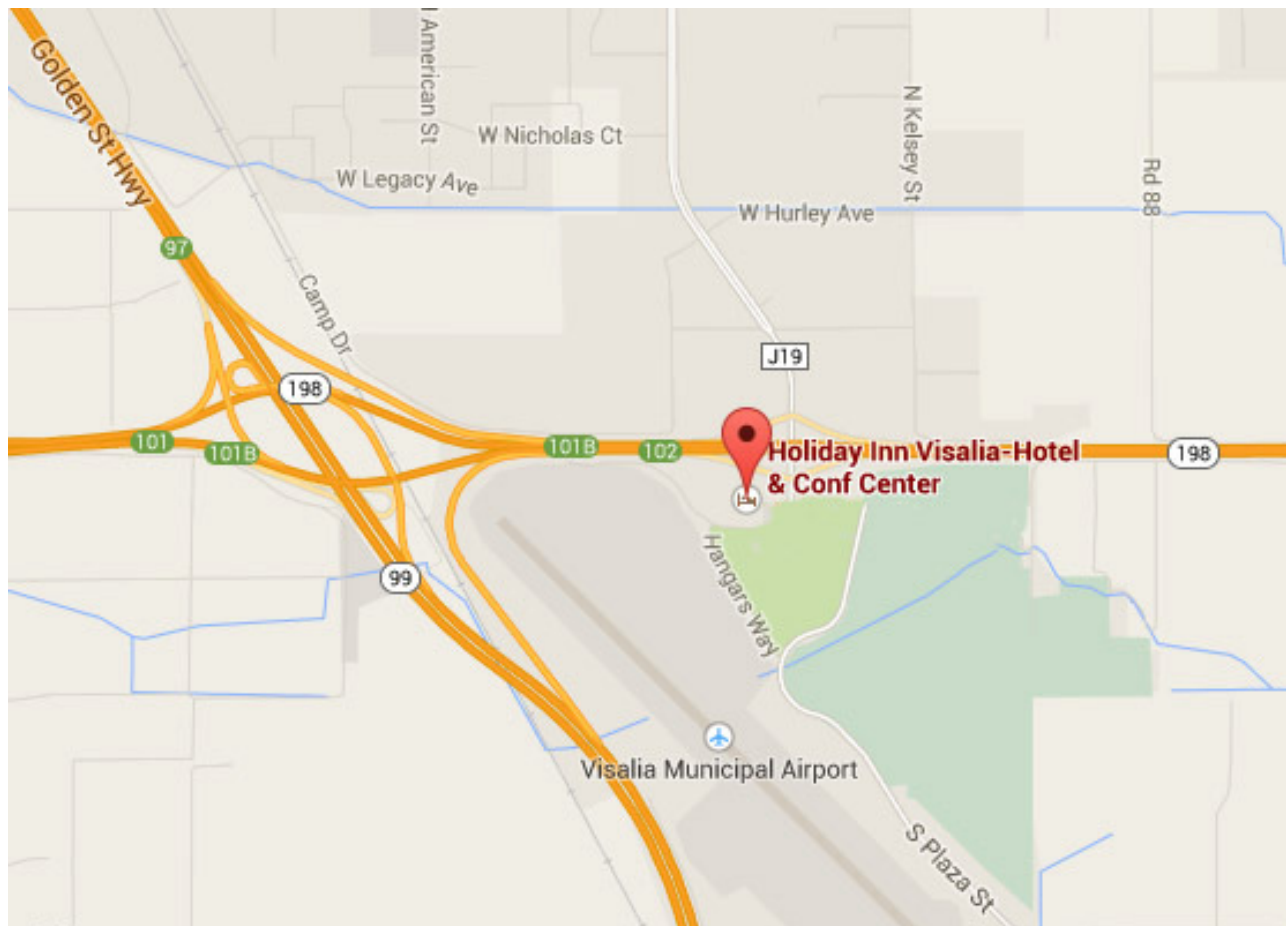 Golden St Hwy
N American St
W Nicholas Ct
W Legacy Ave
N Kelsey St
Rd 88
W Hurley Ave
97
Camp Dr
J19
198
101
101B
101B
102
Holiday Inn Visalia-Hotel
& Conf Center
198
99
Hangars Way
Visalia Municipal Airport
S Plaza St